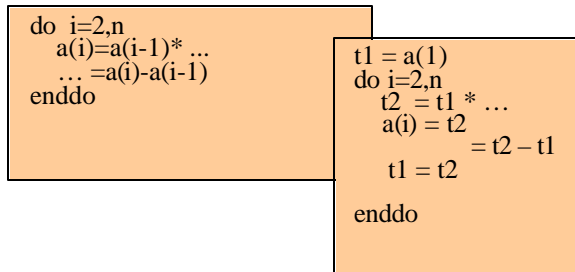 do i=2,n
a(i)=a(i-1)* ...
… =a(i)-a(i-1)
enddo
t1 = a(1)
do i=2,n
t2 = t1 * …
a(i) = t2
= t2 – t1
t1 = t2
enddo